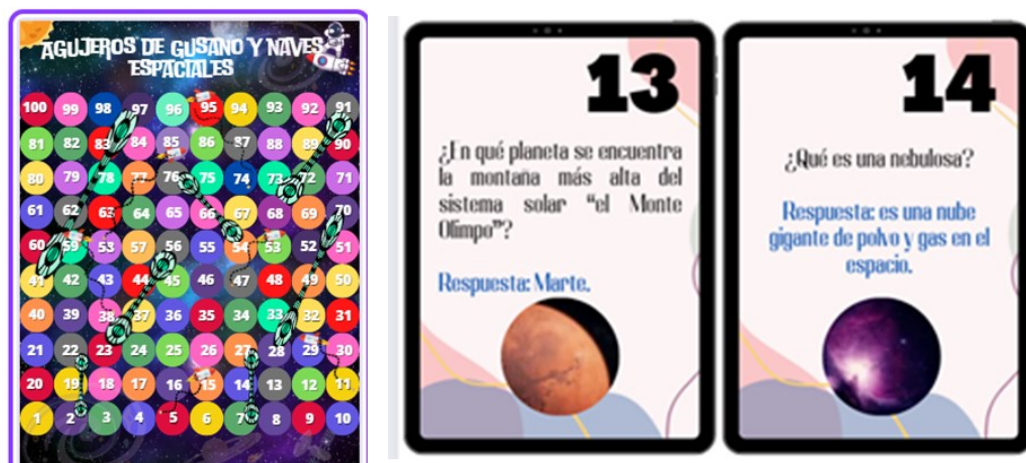 AGUJEROS DE GUSANO Y NAVES
ESPACIALES
100 99 98 97 96 95 94 93 92 91
81 82 83 84 85 86 87 88 89 90
80 79 78 77 76 75 74 73 72 71
61 62 63 64 65 66 67 68 69 70
60 59 57 56 55 54 53 52 51
41 42 43 44 45 46 47 48 49 50
40 39 38 37 36 35 34 33 32 31
21 22 23 24 25 26 27 28 29 30
20 19 18 17 16 15 14 13 12 11
1 2 3 4 5 6 7 8 9 10
13
¿En qué planeta se encuentra
la montaña más alta del
sistema solar “el Monte
Olimpo”?
Respuesta: Marte.
14
¿Qué es una nebulosa?
Respuesta: es una nube
gigante de polvo y gas en el
espacio.